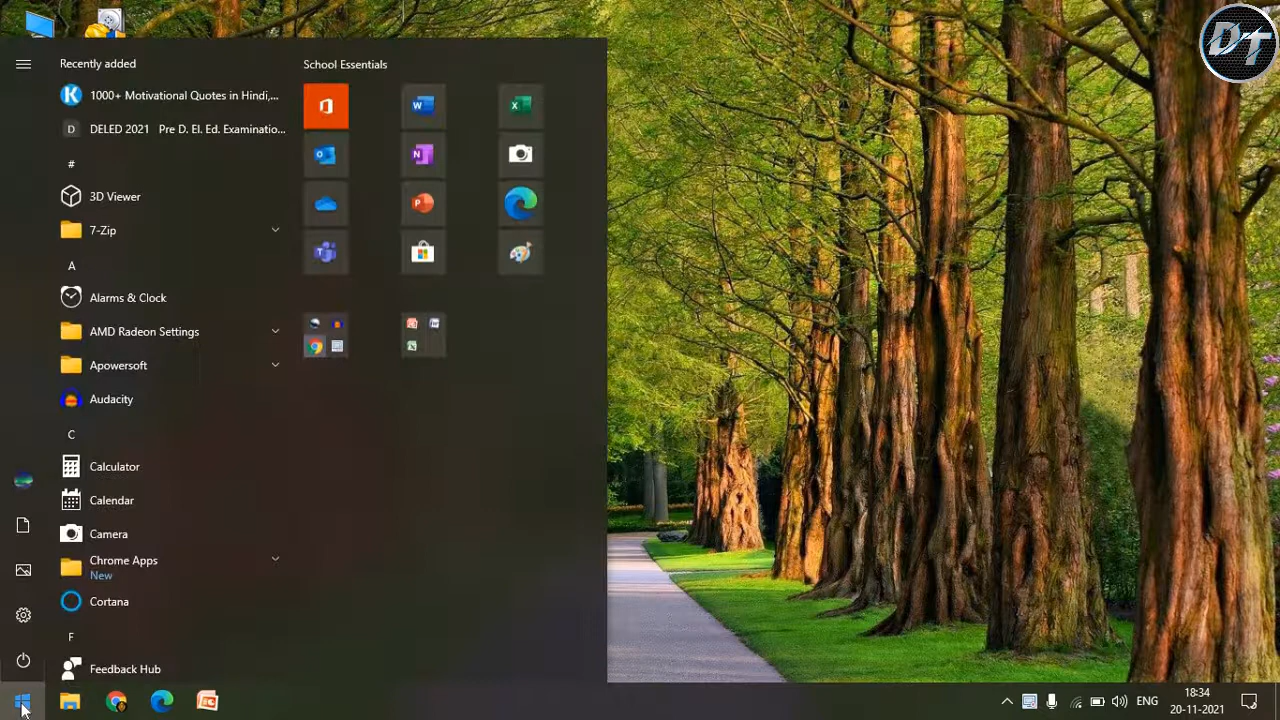 DT
Recently added
School Essentials
1000+ Motivational Quotes in Hindi,...
D DELED 2021 Pre D. El. Ed. Examinatio...
#
3D Viewer
7-Zip
A
Alarms & Clock
AMD Radeon Settings
Apowersoft
Audacity
C
Calculator
Calendar
Camera
Chrome Apps
New
Cortana
F
Feedback Hub
ENG
18:34
20-11-2021